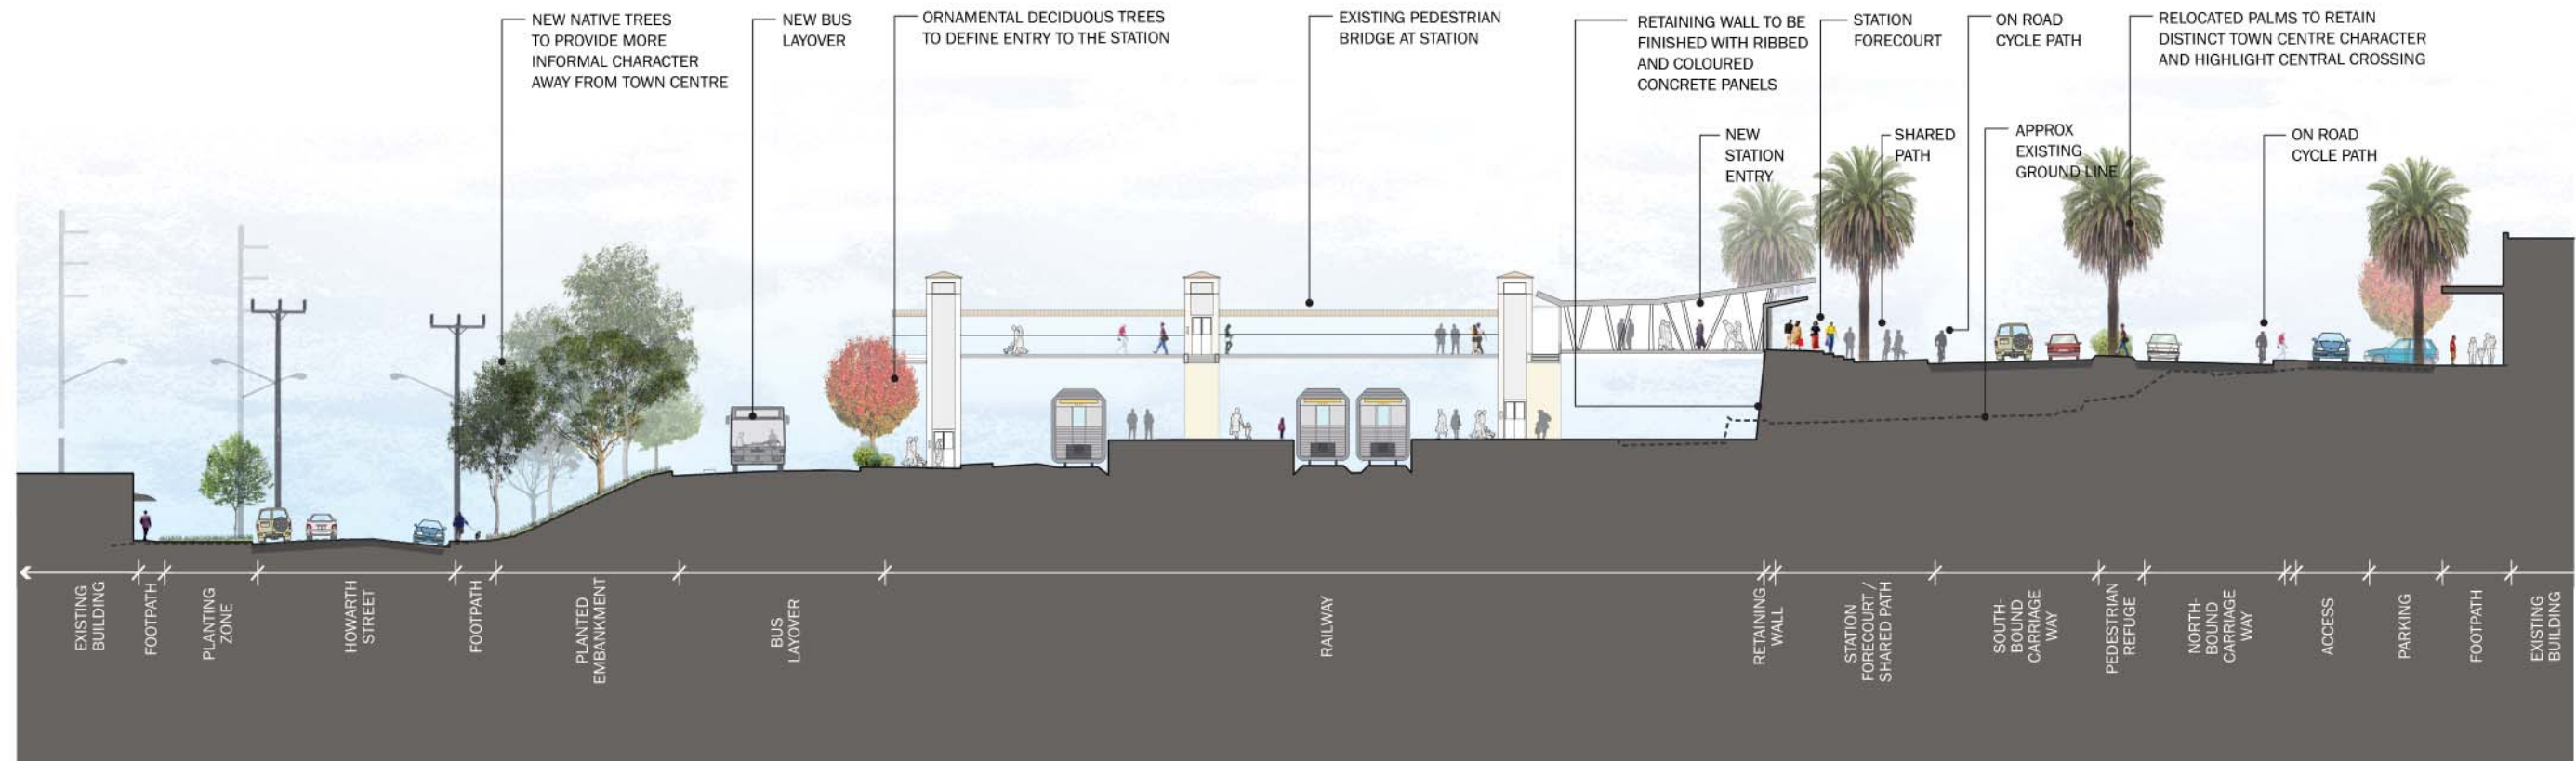 NEW NATIVE TREES
TO PROVIDE MORE
INFORMAL CHARACTER
AWAY FROM TOWN CENTRE
NEW BUS
LAYOVER
ORNAMENTAL DECIDUOUS TREES
TO DEFINE ENTRY TO THE STATION
EXISTING PEDESTRIAN
BRIDGE AT STATION
RETAINING WALL TO BE
FINISHED WITH RIBBED
AND COLOURED
CONCRETE PANELS
STATION
FORECOURT
ON ROAD
CYCLE PATH
RELOCATED PALMS TO RETAIN
DISTINCT TOWN CENTRE CHARACTER
AND HIGHLIGHT CENTRAL CROSSING
NEW
STATION
ENTRY
SHARED
PATH
APPROX
EXISTING
GROUND LINE
ON ROAD
CYCLE PATH
EXISTING
BUILDING
FOOTPATH
PLANTING
ZONE
HOWARTH
STREET
FOOTPATH
PLANTED
EMBANKMENT
BUS
LAYOVER
RAILWAY
RETAINING
WALL
STATION
FORECOURT /
SHARED PATH
SOUTH-
BOUND
CARRIAGE
WAY
PEDESTRIAN
REFUGE
NORTH-
BOUND
CARRIAGE
WAY
ACCESS
PARKING
FOOTPATH
EXISTING
BUILDING